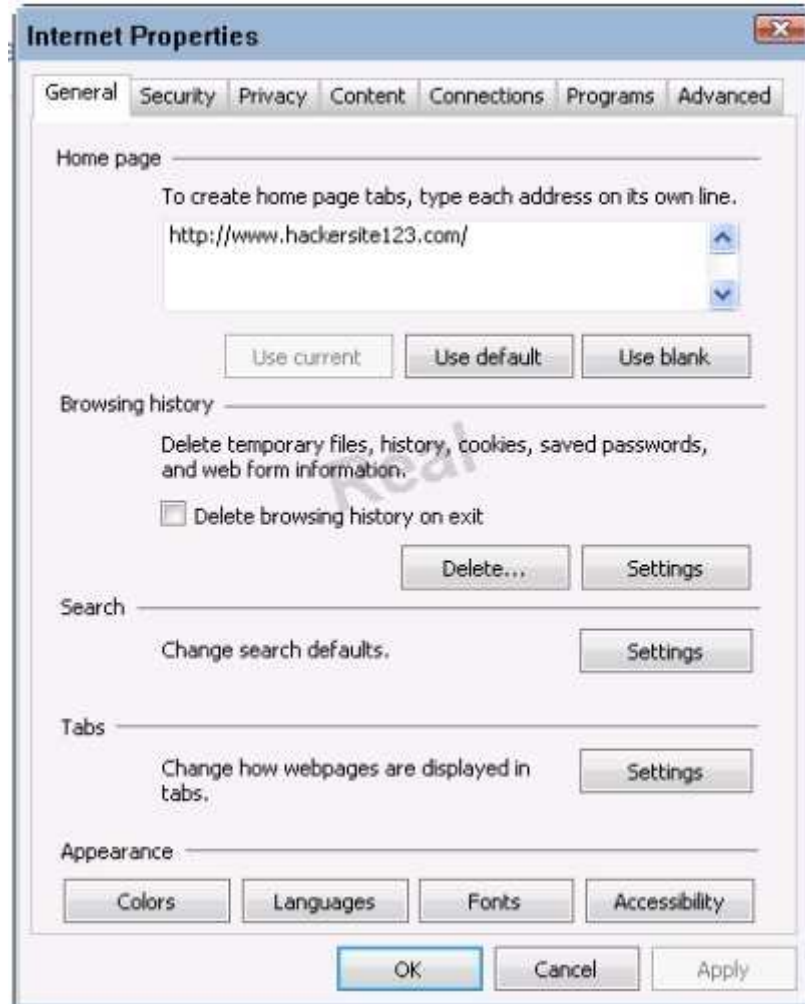 Internet Properties
General Security Privacy Content Connections Programs Advanced
Home page
To create home page tabs, type each address on its own line.
http://www.hackersite123.com/
Use current Use default Use blank
Browsing history
Delete temporary files, history, cookies, saved passwords,
and web form information.
Real
Delete browsing history on exit
Delete... Settings
Search
Change search defaults.
Settings
Tabs
Change how webpages are displayed in
tabs.
Settings
Appearance
Colors Languages Fonts Accessibility
OK Cancel Apply